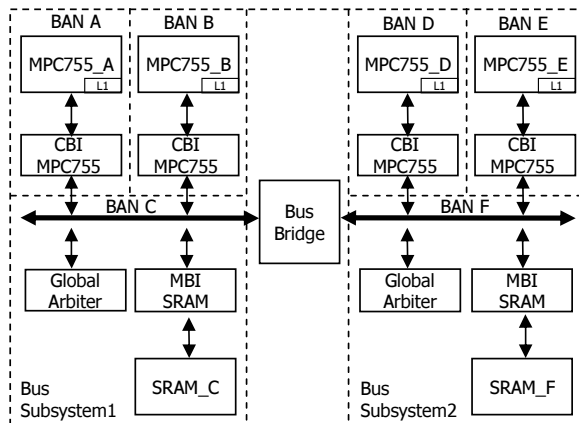 BAN A
BAN B
BAN D
BAN E
MPC755_A
L1
MPC755_B
L1
MPC755_D
L1
MPC755_E
L1
CBI
MPC755
CBI
MPC755
CBI
MPC755
CBI
MPC755
BAN C
Bus
Bridge
BAN F
Global
Arbiter
MBI
SRAM
Global
Arbiter
MBI
SRAM
SRAM_C
SRAM_F
Bus
Subsystem1
Bus
Subsystem2